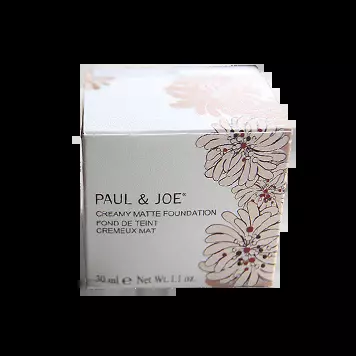 PAUL & JOE®
CREAMY MATTE FOUNDATION
FOND DE TEINT
CREMEUX MAT
30 ml ℮ Net Wt. 1.1 oz.